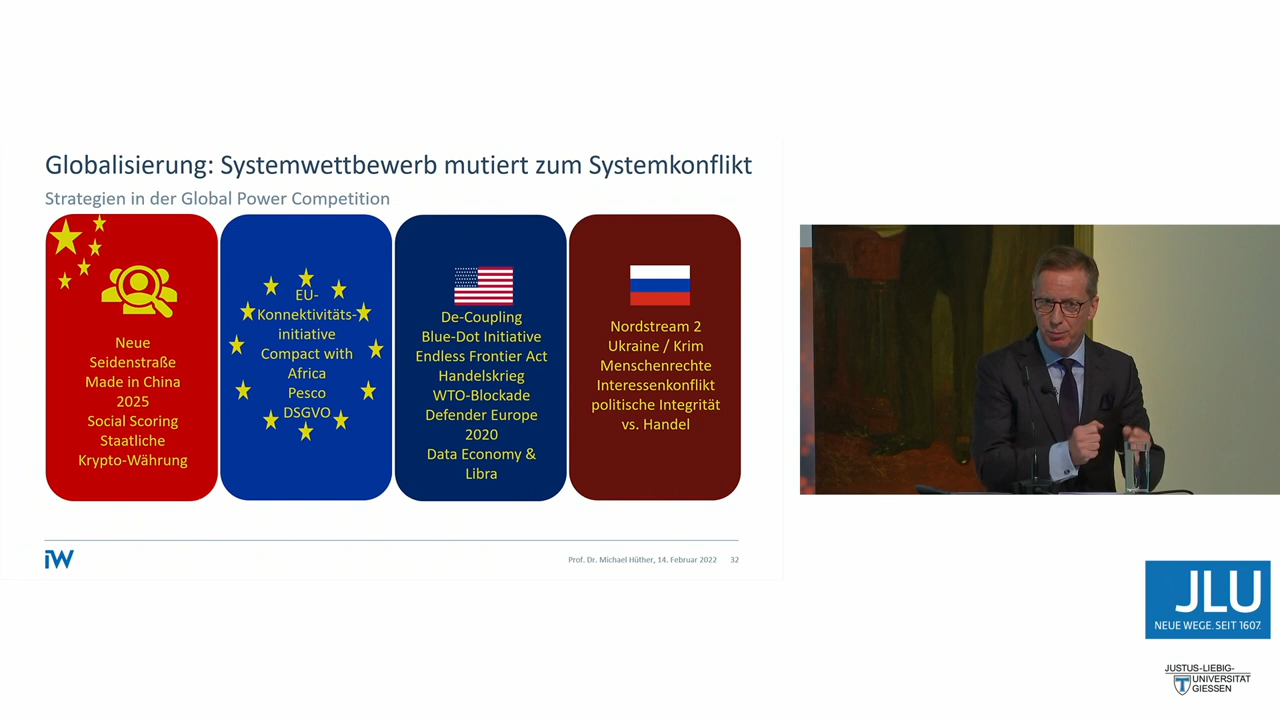 Globalisierung: Systemwettbewerb mutiert zum Systemkonflikt
Strategien in der Global Power Competition
Neue
Seidenstraße
Made in China
2025
Social Scoring
Staatliche
Krypto-Währung
EU-
Konnektivitäts-
initiative
Compact with
Africa
Pesco
DSGVO
De-Coupling
Blue-Dot Initiative
Endless Frontier Act
Handelskrieg
WTO-Blockade
Defender Europe
2020
Data Economy &
Libra
Nordstream 2
Ukraine / Krim
Menschenrechte
Interessenkonflikt
politische Integrität
vs. Handel
iW
Prof. Dr. Michael Hüther, 14. Februar 2022 32
JLU
NEUE WEGE. SEIT 1607.
JUSTUS-LIEBIG-
UNIVERSITÄT
GIESSEN